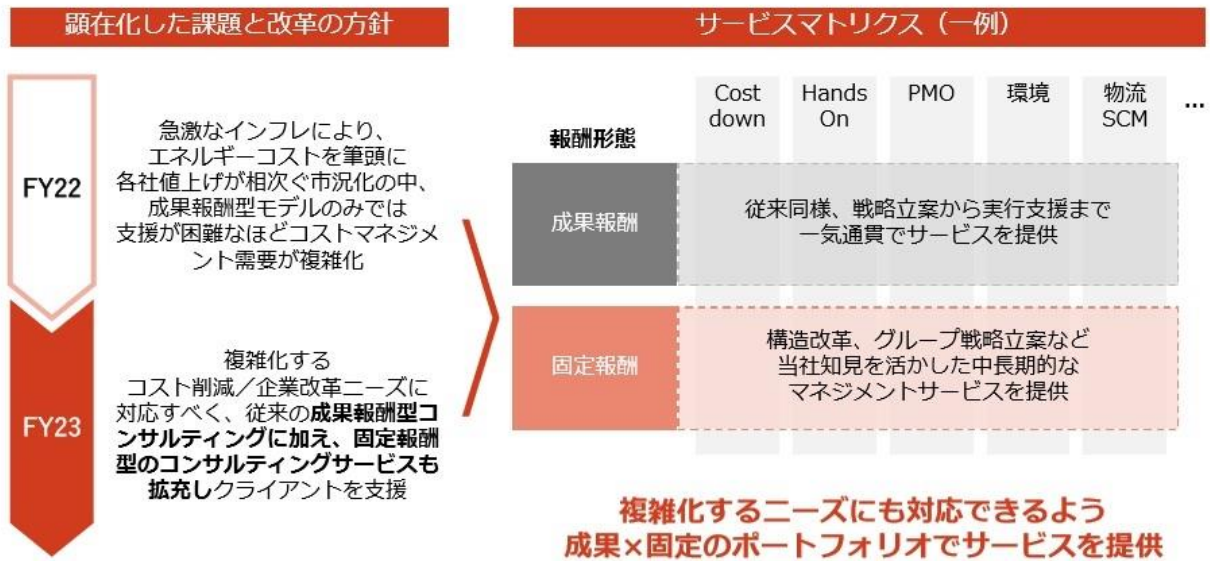 顕在化した課題と改革の方針
FY22
急激なインフレにより、
エネルギーコストを筆頭に
各社値上げが相次ぐ市況化の中、
成果報酬型モデルのみでは
支援が困難なほどコストマネジメ
ント需要が複雑化
FY23
複雑化する
コスト削減／企業改革ニーズに
対応すべく、従来の成果報酬型コ
ンサルティングに加え、固定報酬
型のコンサルティングサービスも
拡充しクライアントを支援
サービスマトリクス（一例）
報酬形態
Cost
down
Hands
On
PMO
環境
物流
SCM
…
成果報酬
従来同様、戦略立案から実行支援まで
一気通貫でサービスを提供
固定報酬
構造改革、グループ戦略立案など
当社知見を活かした中長期的な
マネジメントサービスを提供
複雑化するニーズにも対応できるよう
成果×固定のポートフォリオでサービスを提供